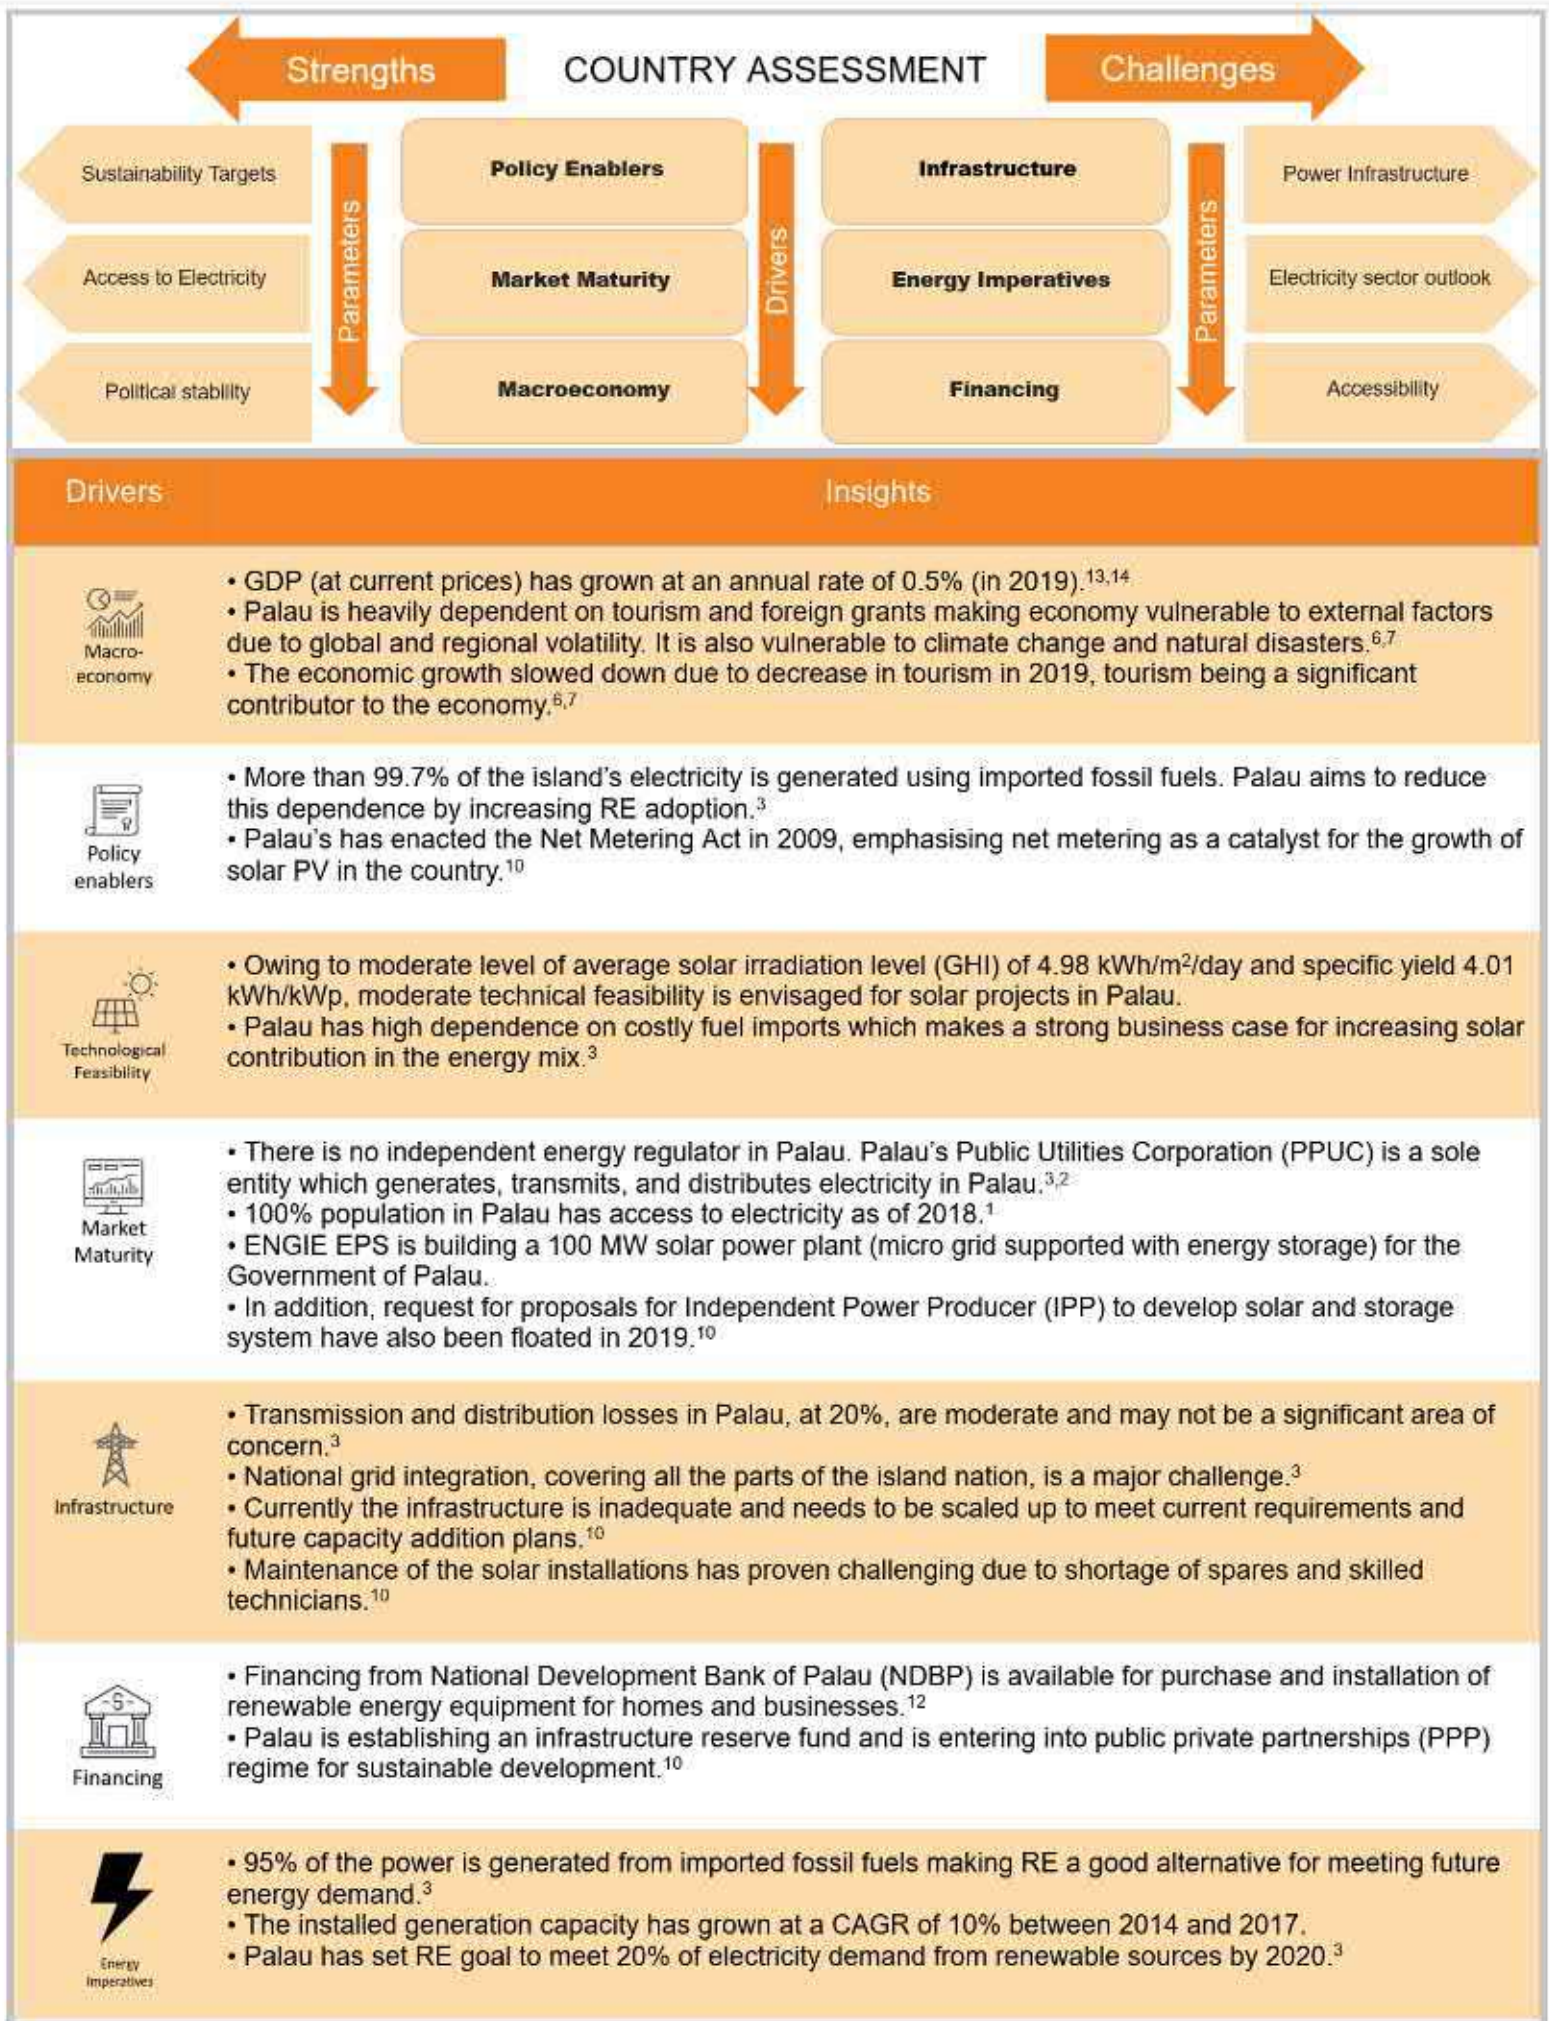 Strengths
COUNTRY ASSESSMENT
Challenges
Sustainability Targets
Policy Enablers
Infrastructure
Power Infrastructure
Parameters
Drivers
Parameters
Access to Electricity
Market Maturity
Energy Imperatives
Electricity sector outlook
Political stability
Macroeconomy
Financing
Accessibility
Drivers
Insights
Macro-
economy
• GDP (at current prices) has grown at an annual rate of 0.5% (in 2019).13,14
• Palau is heavily dependent on tourism and foreign grants making economy vulnerable to external factors
due to global and regional volatility. It is also vulnerable to climate change and natural disasters.6,7
• The economic growth slowed down due to decrease in tourism in 2019, tourism being a significant
contributor to the economy.6,7
Policy
enablers
• More than 99.7% of the island's electricity is generated using imported fossil fuels. Palau aims to reduce
this dependence by increasing RE adoption.3
• Palau's has enacted the Net Metering Act in 2009, emphasising net metering as a catalyst for the growth of
solar PV in the country.10
Technological
Feasibility
• Owing to moderate level of average solar irradiation level (GHI) of 4.98 kWh/m2/day and specific yield 4.01
kWh/kWp, moderate technical feasibility is envisaged for solar projects in Palau.
• Palau has high dependence on costly fuel imports which makes a strong business case for increasing solar
contribution in the energy mix.3
Market
Maturity
• There is no independent energy regulator in Palau. Palau's Public Utilities Corporation (PPUC) is a sole
entity which generates, transmits, and distributes electricity in Palau.3,2
• 100% population in Palau has access to electricity as of 2018.1
• ENGIE EPS is building a 100 MW solar power plant (micro grid supported with energy storage) for the
Government of Palau.
• In addition, request for proposals for Independent Power Producer (IPP) to develop solar and storage
system have also been floated in 2019.10
Infrastructure
• Transmission and distribution losses in Palau, at 20%, are moderate and may not be a significant area of
concern.3
• National grid integration, covering all the parts of the island nation, is a major challenge.3
• Currently the infrastructure is inadequate and needs to be scaled up to meet current requirements and
future capacity addition plans.10
• Maintenance of the solar installations has proven challenging due to shortage of spares and skilled
technicians.10
-$-
Financing
• Financing from National Development Bank of Palau (NDBP) is available for purchase and installation of
renewable energy equipment for homes and businesses.12
• Palau is establishing an infrastructure reserve fund and is entering into public private partnerships (PPP)
regime for sustainable development.10
Energy
Imperatives
• 95% of the power is generated from imported fossil fuels making RE a good alternative for meeting future
energy demand.3
• The installed generation capacity has grown at a CAGR of 10% between 2014 and 2017.
• Palau has set RE goal to meet 20% of electricity demand from renewable sources by 2020.3